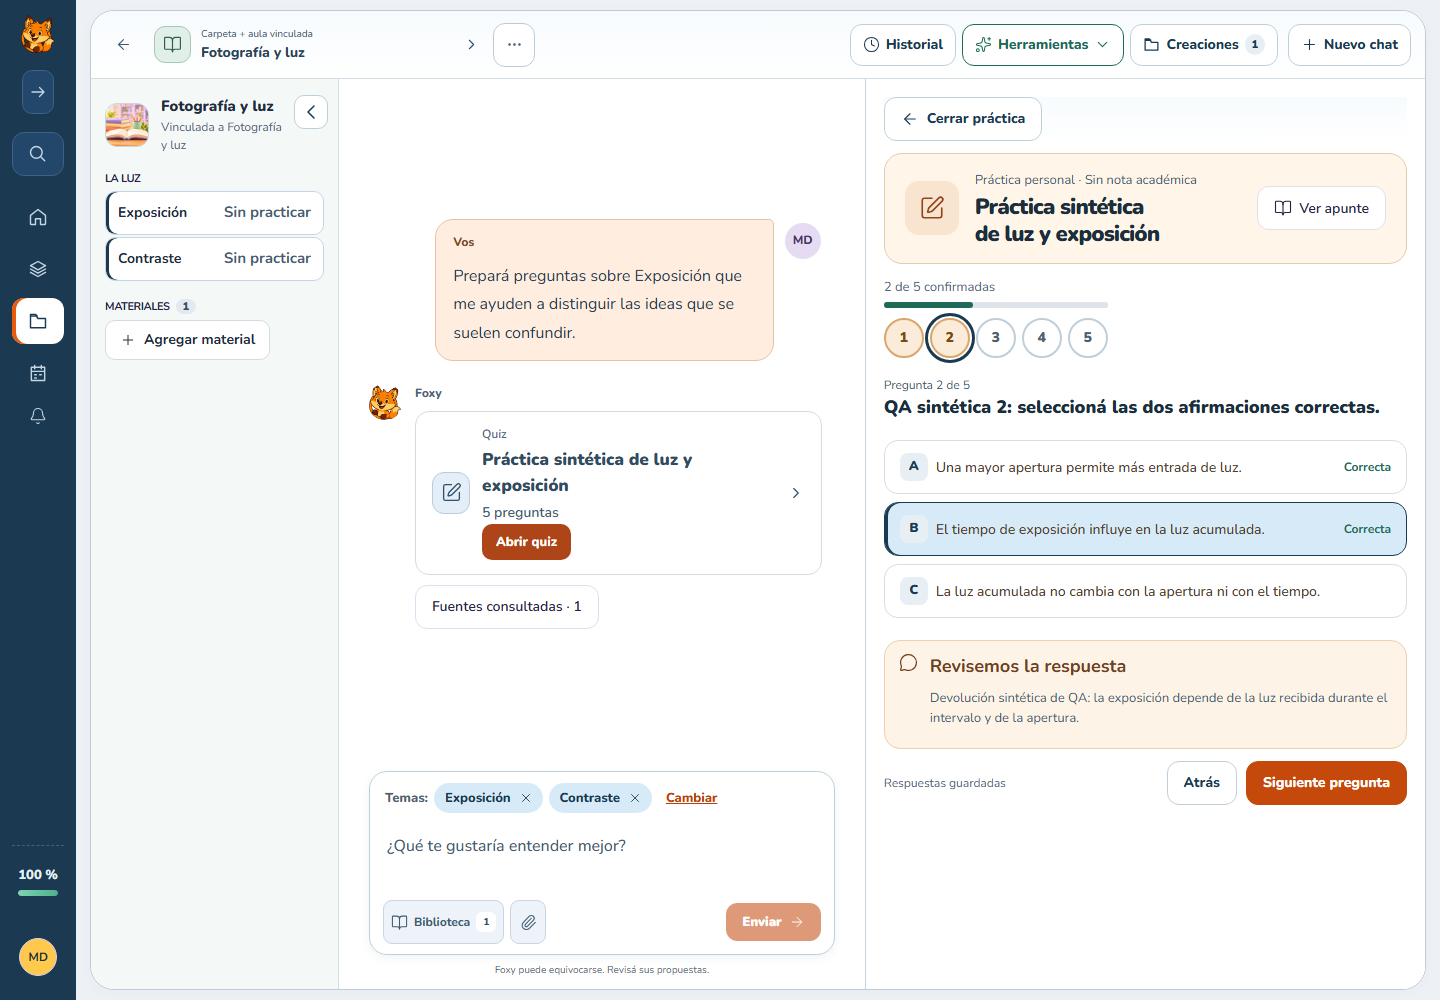 Carpeta + aula vinculada
Fotografía y luz
Historial
Herramientas
Creaciones 1
Nuevo chat
Fotografía y luz
Vinculada a Fotografía
y luz
LA LUZ
Exposición Sin practicar
Contraste Sin practicar
MATERIALES 1
Agregar material
100 %
MD
Vos
Prepará preguntas sobre Exposición que
me ayuden a distinguir las ideas que se
suelen confundir.
MD
Foxy
Quiz
Práctica sintética de luz y
exposición
5 preguntas
Abrir quiz
Fuentes consultadas · 1
Temas: Exposición Contraste Cambiar
¿Qué te gustaría entender mejor?
Biblioteca 1
Enviar
Foxy puede equivocarse. Revisá sus propuestas.
Cerrar práctica
Práctica personal · Sin nota académica
Práctica sintética
de luz y exposición
Ver apunte
2 de 5 confirmadas
1 2 3 4 5
Pregunta 2 de 5
QA sintética 2: seleccioná las dos afirmaciones correctas.
A Una mayor apertura permite más entrada de luz. Correcta
B El tiempo de exposición influye en la luz acumulada. Correcta
C La luz acumulada no cambia con la apertura ni con el tiempo.
Revisemos la respuesta
Devolución sintética de QA: la exposición depende de la luz recibida durante el
intervalo y de la apertura.
Respuestas guardadas
Atrás
Siguiente pregunta